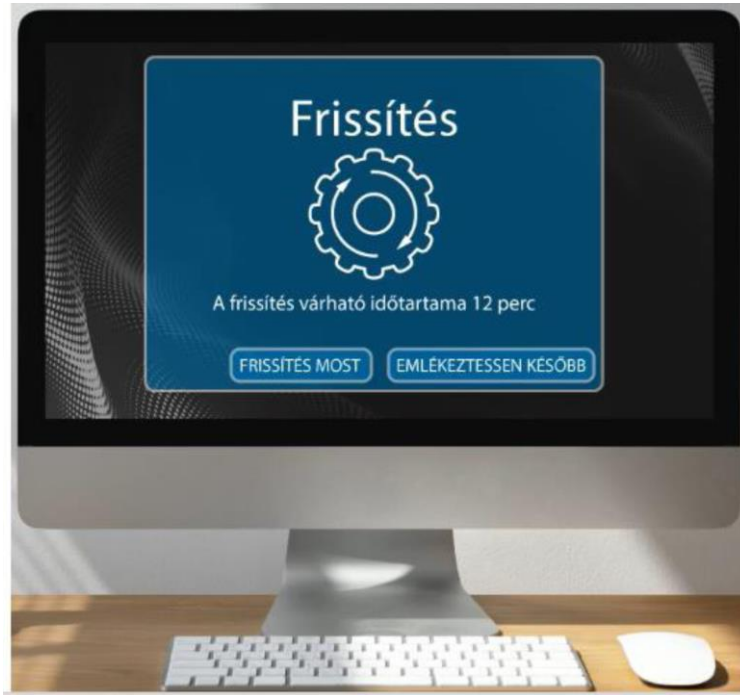 Frissítés
A frissítés várható időtartama 12 perc
FRISSÍTÉS MOST
EMLÉKEZTESSEN KÉSŐBB